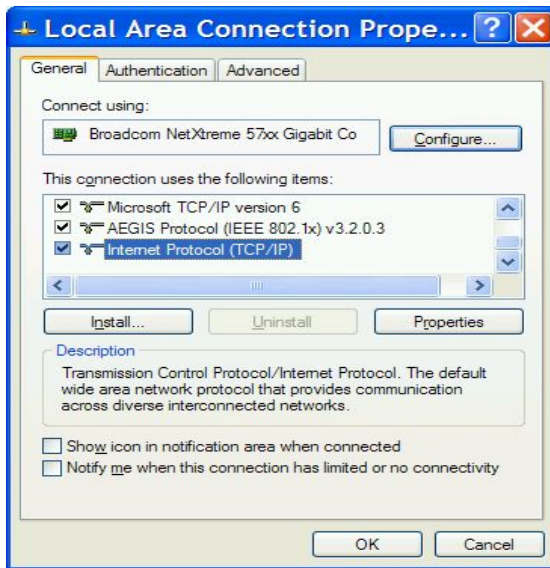 Local Area Connection Prope...
General Authentication Advanced
Connect using:
Broadcom NetXtreme 57xx Gigabit Co
Configure...
This connection uses the following items:
Microsoft TCP/IP version 6
AEGIS Protocol (IEEE 802.1x) v3.2.0.3
Internet Protocol (TCP/IP)
Install... Uninstall Properties
Description
Transmission Control Protocol/Internet Protocol. The default
wide area network protocol that provides communication
across diverse interconnected networks.
Show icon in notification area when connected
Notify me when this connection has limited or no connectivity
OK Cancel